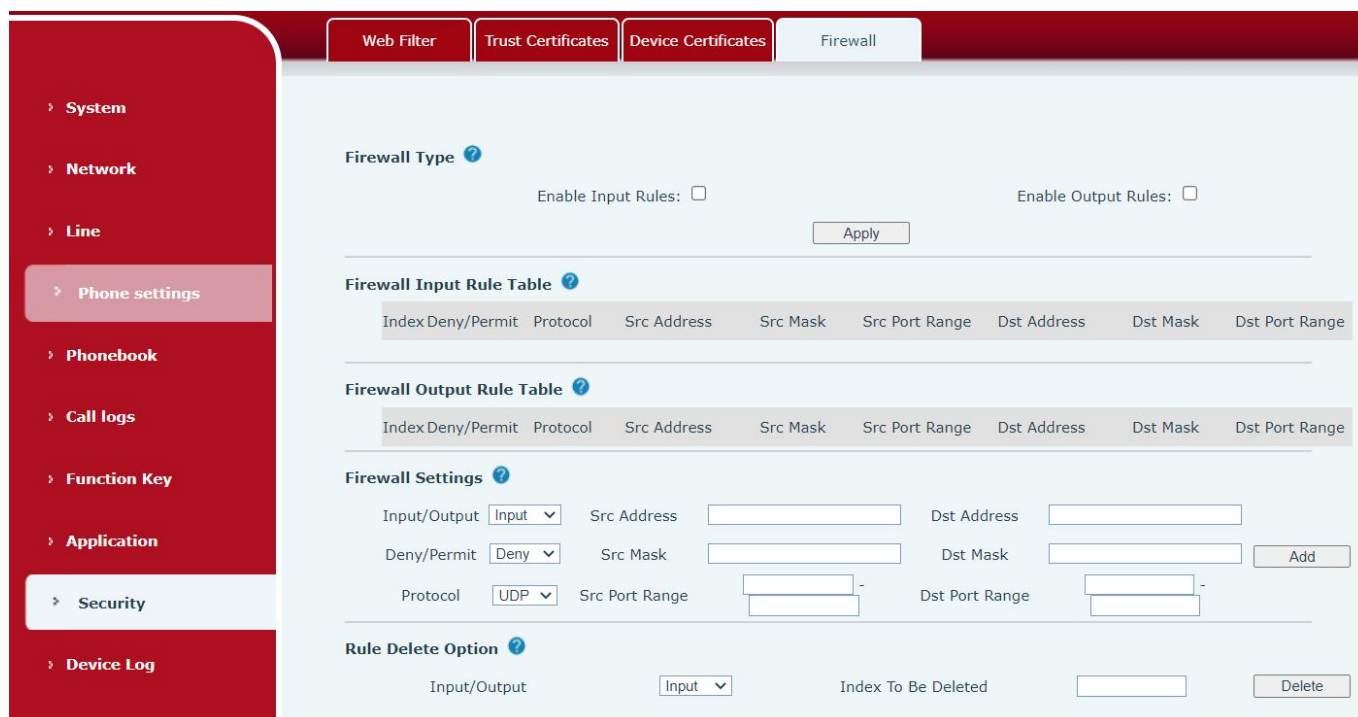 Web Filter Trust Certificates Device Certificates Firewall
System
Network
Line
Phone settings
Phonebook
Call logs
Function Key
Application
Security
Device Log
Firewall Type ?
Enable Input Rules: Enable Output Rules:
Apply
Firewall Input Rule Table ?
Index Deny/Permit Protocol Src Address Src Mask Src Port Range Dst Address Dst Mask Dst Port Range
Firewall Output Rule Table ?
Index Deny/Permit Protocol Src Address Src Mask Src Port Range Dst Address Dst Mask Dst Port Range
Firewall Settings ?
Input/Output Input Src Address Dst Address
Deny/Permit Deny Src Mask Dst Mask Add
Protocol UDP Src Port Range - Dst Port Range -
Rule Delete Option ?
Input/Output Input Index To Be Deleted Delete